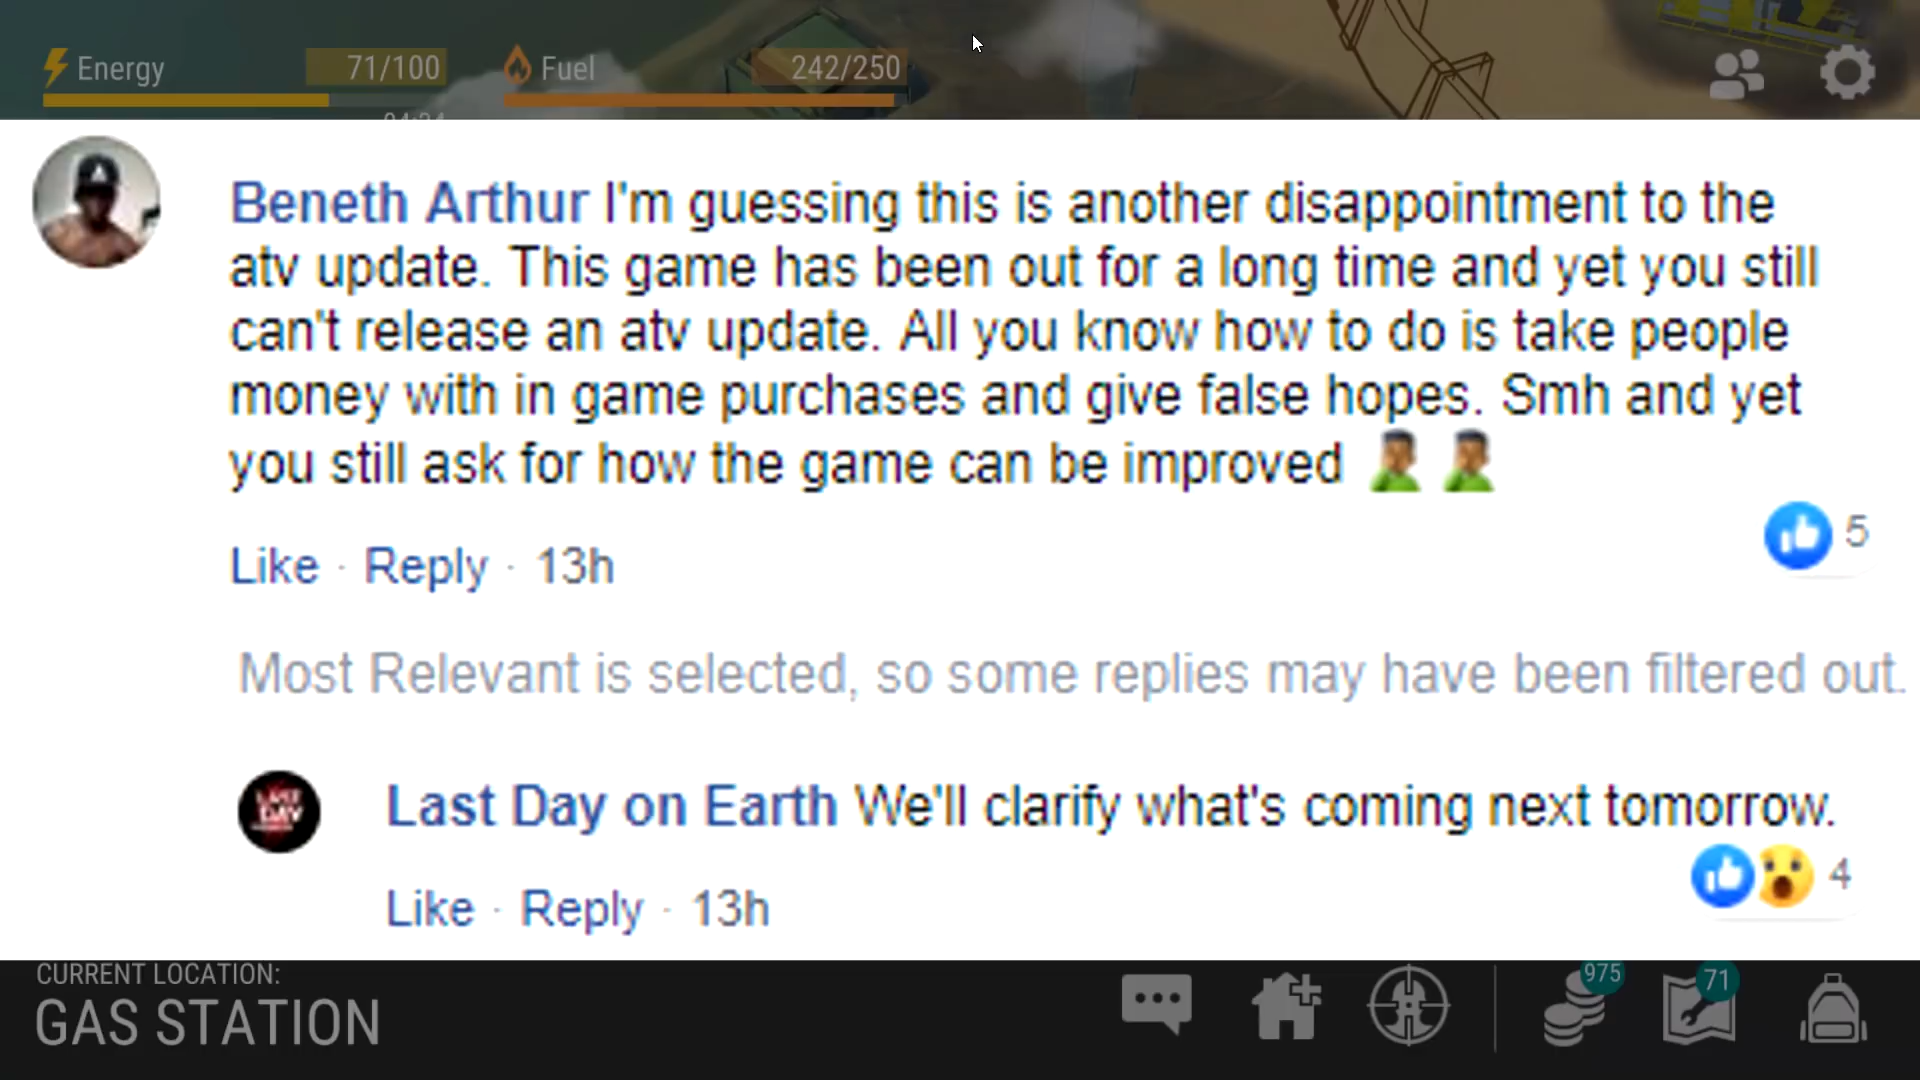 Energy 71/100 Fuel 242/250
Beneth Arthur I'm guessing this is another disappointment to the
atv update. This game has been out for a long time and yet you still
can't release an atv update. All you know how to do is take people
money with in game purchases and give false hopes. Smh and yet
you still ask for how the game can be improved 🤦🏾‍♂️ 🤦🏾‍♂️
5
Like · Reply · 13h
Most Relevant is selected, so some replies may have been filtered out.
LAST DAY
Last Day on Earth We'll clarify what's coming next tomorrow.
4
Like · Reply · 13h
CURRENT LOCATION:
GAS STATION
975
71